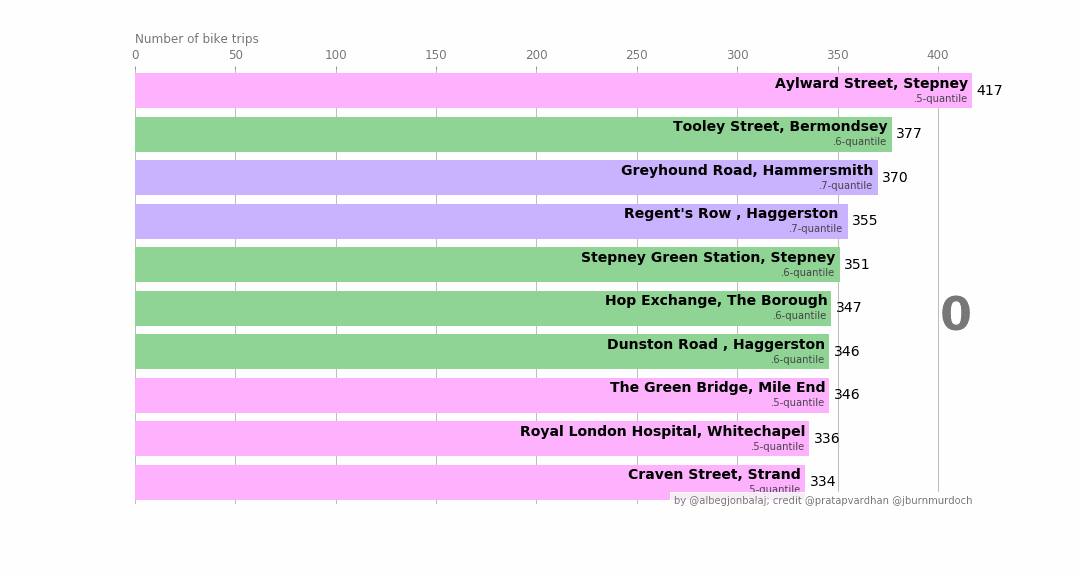 Number of bike trips
0 50 100 150 200 250 300 350 400
Aylward Street, Stepney
.5-quantile
417
Tooley Street, Bermondsey
.6-quantile
377
Greyhound Road, Hammersmith
.7-quantile
370
Regent's Row , Haggerston
.7-quantile
355
Stepney Green Station, Stepney
.6-quantile
351
Hop Exchange, The Borough
.6-quantile
347
0
Dunston Road , Haggerston
.6-quantile
346
The Green Bridge, Mile End
.5-quantile
346
Royal London Hospital, Whitechapel
.5-quantile
336
Craven Street, Strand
.5-quantile
334
by @albegjonbalaj; credit @pratapvardhan @jburnmurdoch